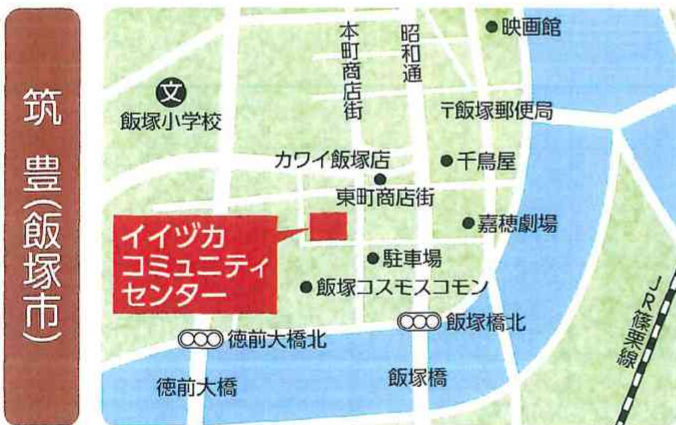 筑豊(飯塚市)
映画館
本町商店街
昭和通
文
飯塚小学校
〒飯塚郵便局
カワイ飯塚店
千鳥屋
東町商店街
嘉穂劇場
イイヅカ
コミュニティ
センター
駐車場
飯塚コスモスコモン
飯塚橋北
徳前大橋北
JR篠栗線
徳前大橋
飯塚橋